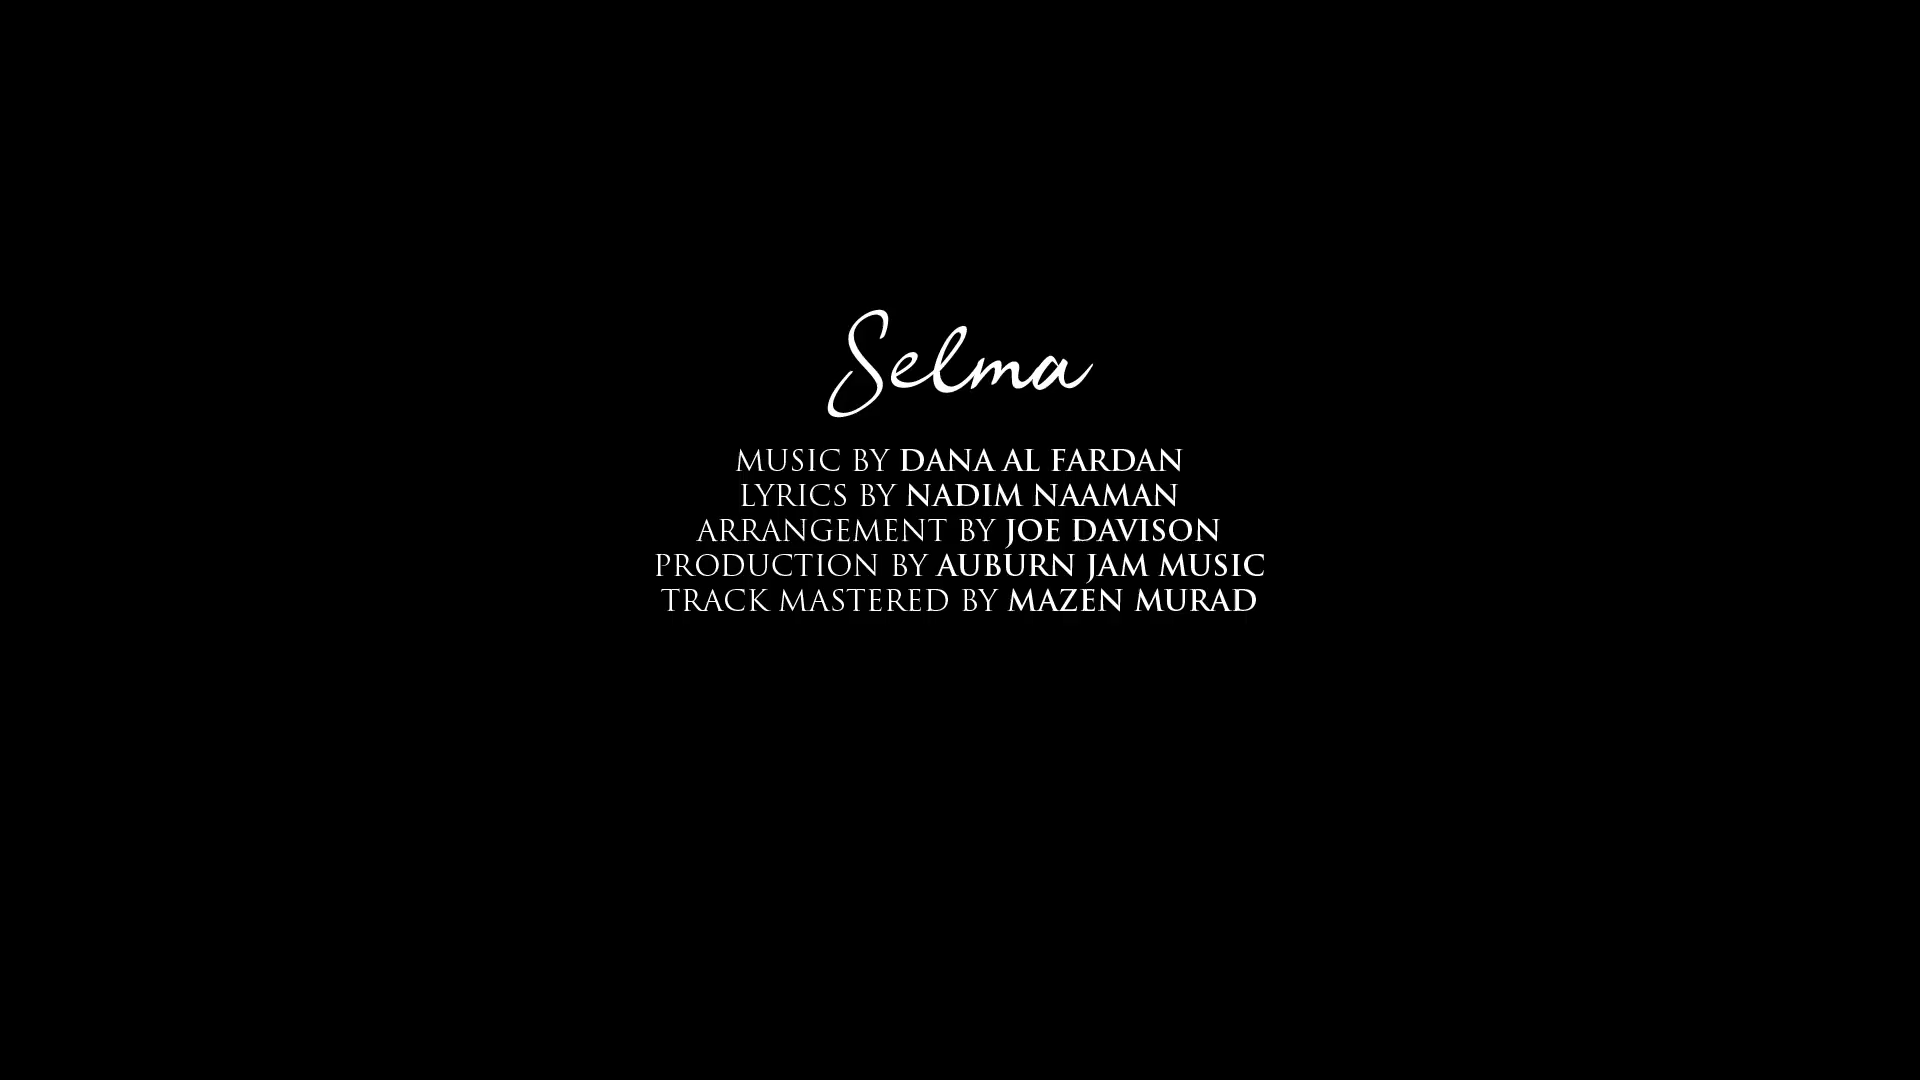 Selma
MUSIC BY DANA AL FARDAN
LYRICS BY NADIM NAAMAN
ARRANGEMENT BY JOE DAVISON
PRODUCTION BY AUBURN JAM MUSIC
TRACK MASTERED BY MAZEN MURAD